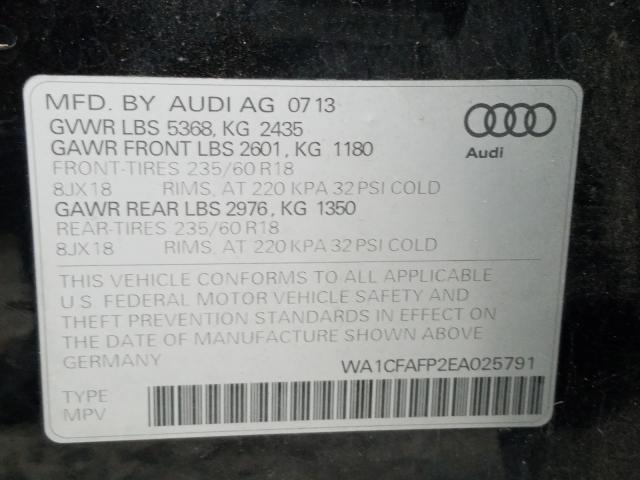 MFD. BY AUDI AG 0713
GVWR LBS 5368, KG 2435
GAWR FRONT LBS 2601, KG 1180
FRONT-TIRES 235/60 R18
8JX18 RIMS, AT 220 KPA 32 PSI COLD
GAWR REAR LBS 2976, KG 1350
REAR-TIRES 235/60 R18
8JX18 RIMS, AT 220 KPA 32 PSI COLD
Audi
THIS VEHICLE CONFORMS TO ALL APPLICABLE
U.S. FEDERAL MOTOR VEHICLE SAFETY AND
THEFT PREVENTION STANDARDS IN EFFECT ON
THE DATE OF MANUFACTURE SHOWN ABOVE
GERMANY WA1CFAFP2EA025791
TYPE
MPV